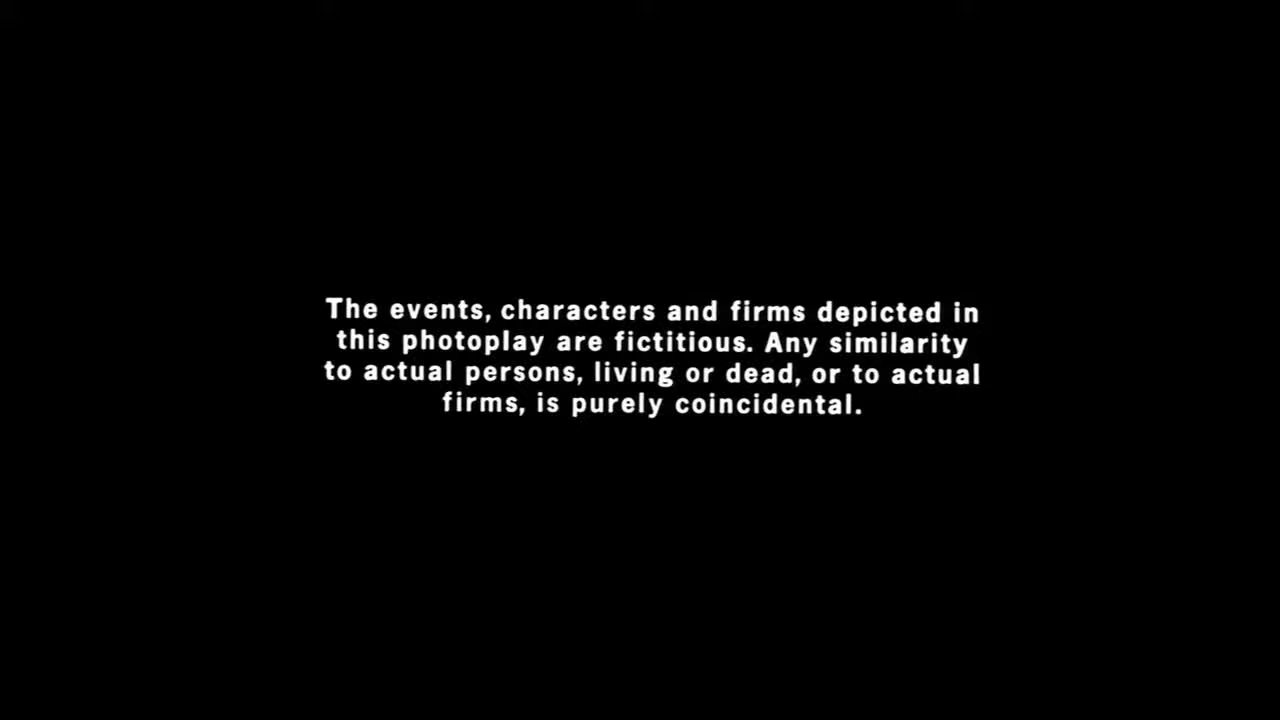 The events, characters and firms depicted in
this photoplay are fictitious. Any similarity
to actual persons, living or dead, or to actual
firms, is purely coincidental.